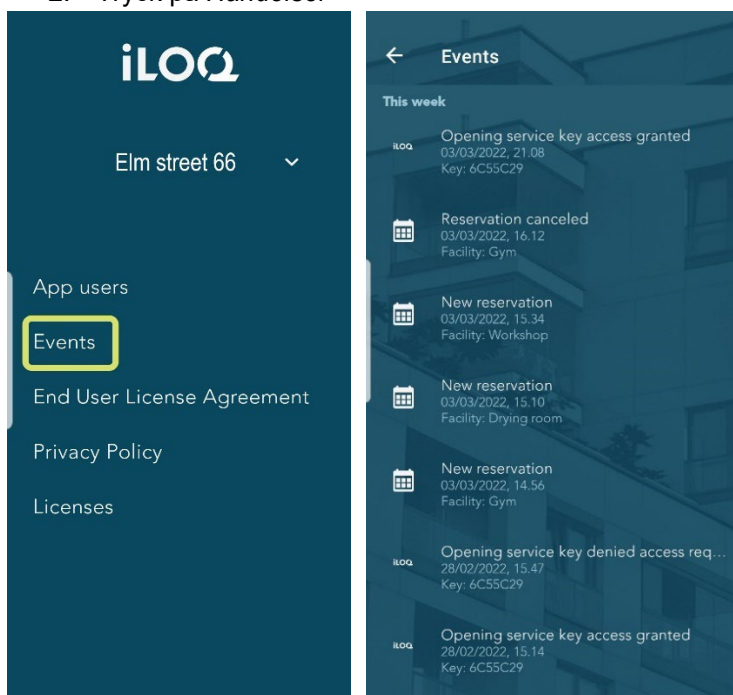 iLOQ
Elm street 66
App users
Events
End User License Agreement
Privacy Policy
Licenses
Events
This week
iLOQ
Opening service key access granted
03/03/2022, 21.08
Key: 6C55C29
Reservation canceled
03/03/2022, 16.12
Facility: Gym
New reservation
03/03/2022, 15.34
Facility: Workshop
New reservation
03/03/2022, 15.10
Facility: Drying room
New reservation
03/03/2022, 14.56
Facility: Gym
iLOQ
Opening service key denied access req...
28/02/2022, 15.47
Key: 6C55C29
iLOQ
Opening service key access granted
28/02/2022, 15.14
Key: 6C55C29